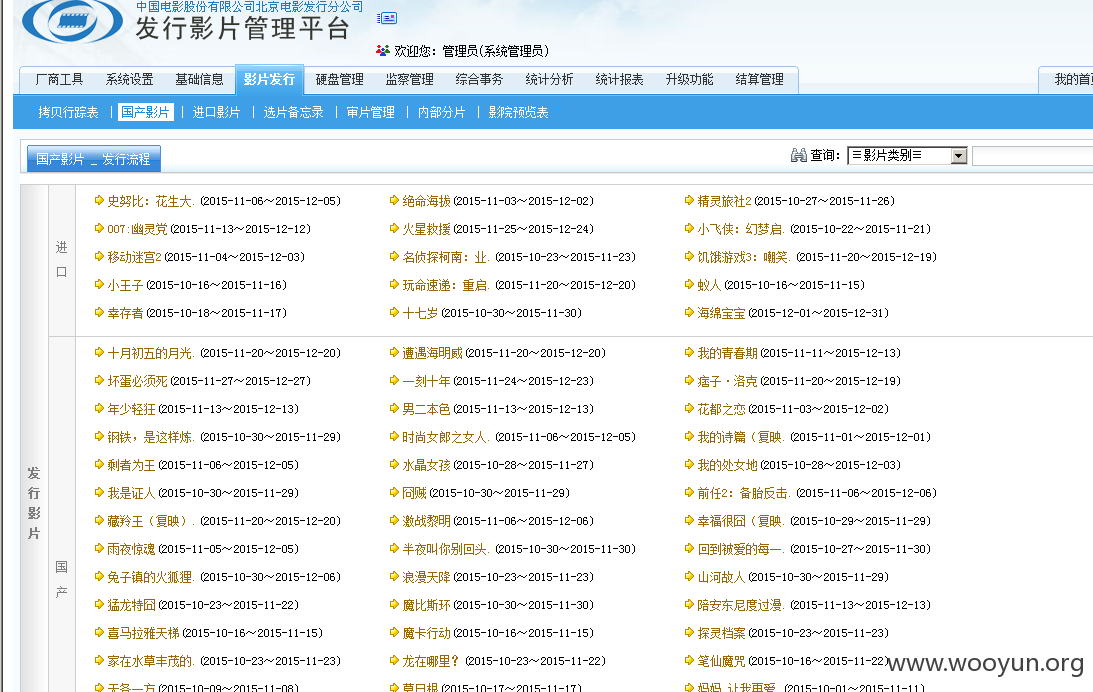 中国电影股份有限公司北京电影发行分公司
发行影片管理平台
欢迎您: 管理员(系统管理员)
厂商工具 系统设置 基础信息 影片发行 硬盘管理 监察管理 综合事务 统计分析 统计报表 升级功能 结算管理 我的首
拷贝行踪表 | 国产影片 | 进口影片 | 选片备忘录 | 审片管理 | 内部分片 | 影院预览表
国产影片 _ 发行流程 查询: ☰影片类别☰
发行影片
进口
史努比: 花生大. (2015-11-06～2015-12-05) 绝命海拔 (2015-11-03～2015-12-02) 精灵旅社2 (2015-10-27～2015-11-26)
007:幽灵党 (2015-11-13～2015-12-12) 火星救援 (2015-11-25～2015-12-24) 小飞侠: 幻梦启. (2015-10-22～2015-11-21)
移动迷宫2 (2015-11-04～2015-12-03) 名侦探柯南: 业. (2015-10-23～2015-11-23) 饥饿游戏3: 嘲笑. (2015-11-20～2015-12-19)
小王子 (2015-10-16～2015-11-16) 玩命速递: 重启. (2015-11-20～2015-12-20) 蚁人 (2015-10-16～2015-11-15)
幸存者 (2015-10-18～2015-11-17) 十七岁 (2015-10-30～2015-11-30) 海绵宝宝 (2015-12-01～2015-12-31)
国产
十月初五的月光. (2015-11-20～2015-12-20) 遭遇海明威 (2015-11-20～2015-12-20) 我的青春期 (2015-11-11～2015-12-13)
坏蛋必须死 (2015-11-27～2015-12-27) 一刻十年 (2015-11-24～2015-12-23) 痞子·洛克 (2015-11-20～2015-12-19)
年少轻狂 (2015-11-13～2015-12-13) 男二本色 (2015-11-13～2015-12-13) 花都之恋 (2015-11-03～2015-12-02)
钢铁, 是这样炼. (2015-10-30～2015-11-29) 时尚女郎之女人. (2015-11-06～2015-12-05) 我的诗篇（复映. (2015-11-01～2015-12-01)
剩者为王 (2015-11-06～2015-12-05) 水晶女孩 (2015-10-28～2015-11-27) 我的处女地 (2015-10-28～2015-12-03)
我是证人 (2015-10-30～2015-11-29) 囧贼 (2015-10-30～2015-11-29) 前任2: 备胎反击. (2015-11-06～2015-12-06)
藏羚王（复映）. (2015-11-20～2015-12-20) 激战黎明 (2015-11-06～2015-12-06) 幸福很囧（复映. (2015-10-29～2015-11-29)
雨夜惊魂 (2015-11-05～2015-12-05) 半夜叫你别回头. (2015-10-30～2015-11-30) 回到被爱的每一. (2015-10-27～2015-11-30)
兔子镇的火狐狸. (2015-10-30～2015-12-06) 浪漫天降 (2015-10-23～2015-11-23) 山河故人 (2015-10-30～2015-11-29)
猛龙特囧 (2015-10-23～2015-11-22) 魔比斯环 (2015-10-30～2015-11-30) 陪安东尼度过漫. (2015-11-13～2015-12-13)
喜马拉雅天梯 (2015-10-16～2015-11-15) 魔卡行动 (2015-10-16～2015-11-15) 探灵档案 (2015-10-23～2015-11-23)
家在水草丰茂的. (2015-10-23～2015-11-23) 龙在哪里? (2015-10-23～2015-11-22) 笔仙魔咒 (2015-10-16～2015-11-22)
天各一方 (2015-10-09～2015-11-08) 莫日根 (2015-10-17～2015-11-17) 妈妈 让我再爱. (2015-10-01～2015-11-11)
www.wooyun.org